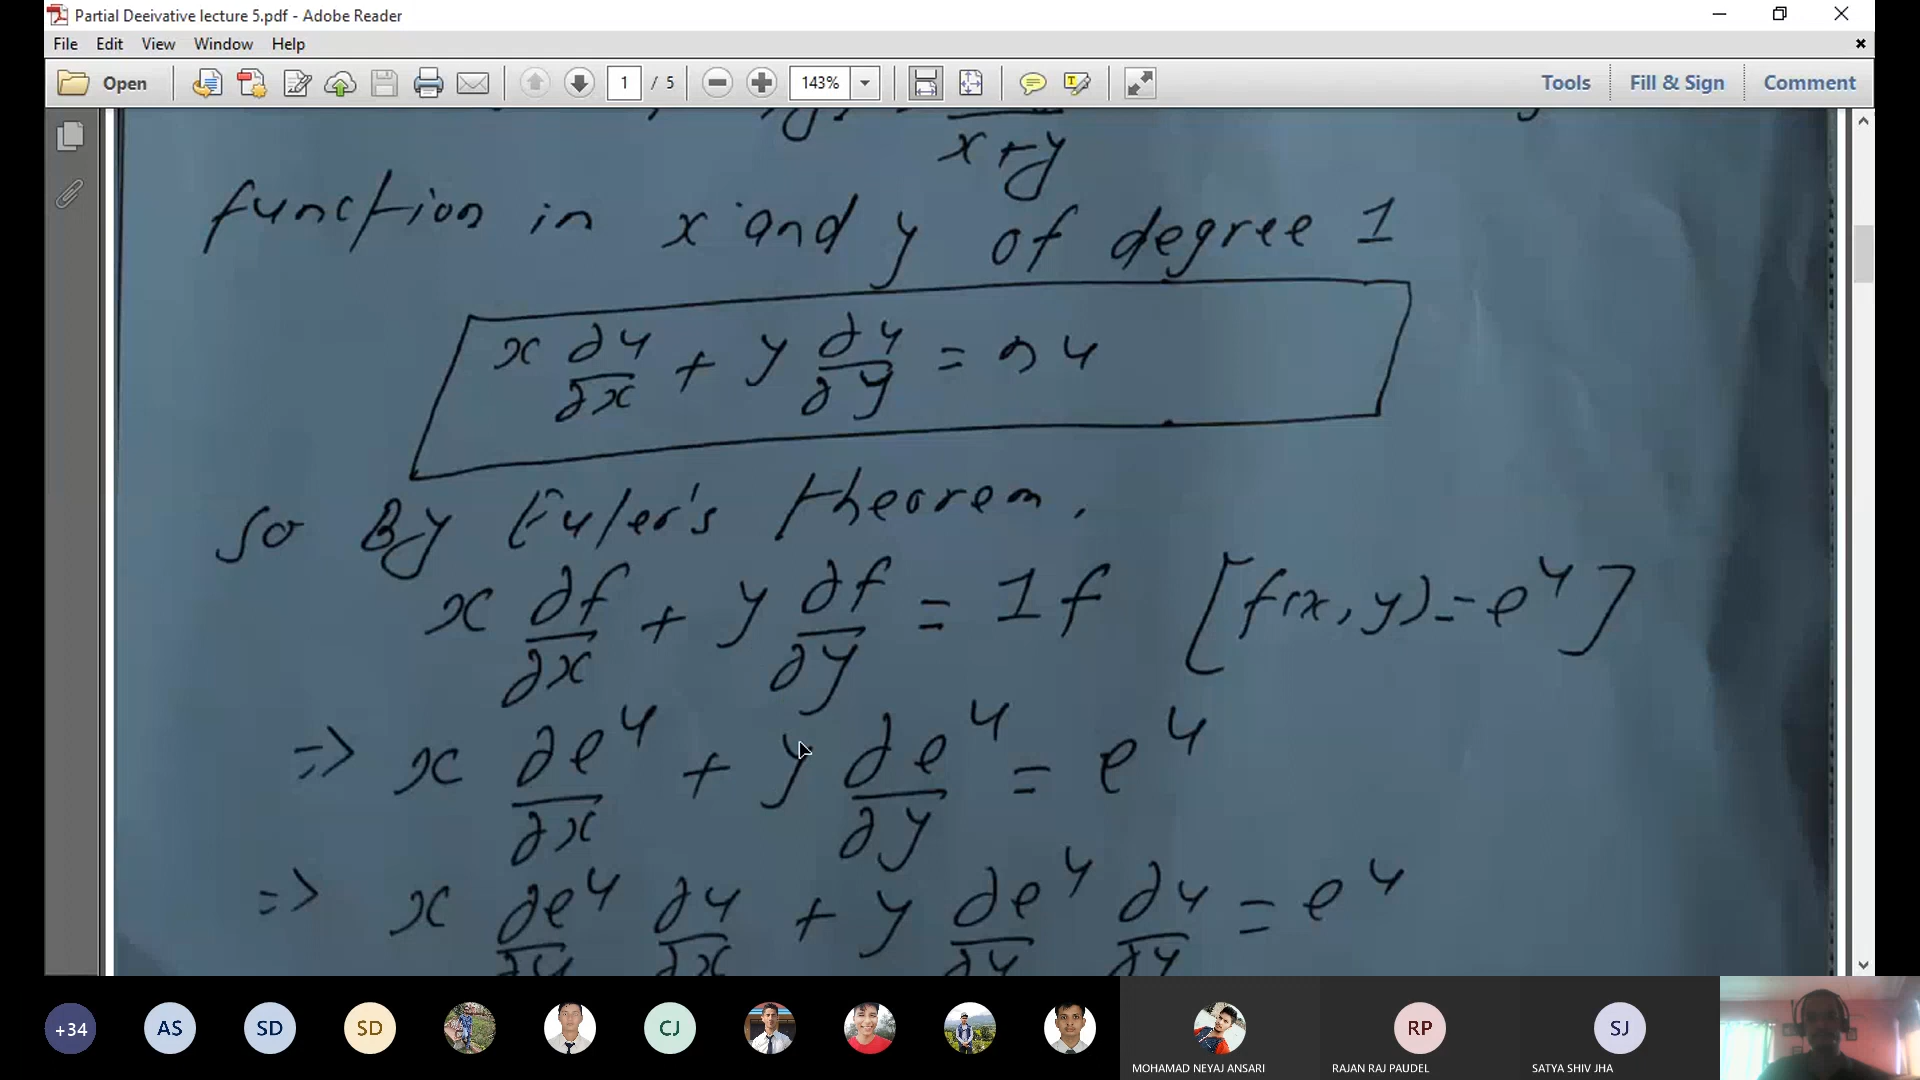 Partial Deeivative lecture 5.pdf - Adobe Reader
File Edit View Window Help
Open 1 / 5 143% Tools Fill & Sign Comment
x+y
function in x and y of degree 1
x ∂u/∂x + y ∂u/∂y = nu
So By Euler's theorem,
x ∂f/∂x + y ∂f/∂y = 1f [f(x,y)=e^u]
=> x ∂e^u/∂x + y ∂e^u/∂y = e^u
=> x ∂e^u/∂u ∂u/∂x + y ∂e^u/∂u ∂u/∂y = e^u
+34 AS SD SD CJ RP SJ
MOHAMAD NEYAJ ANSARI RAJAN RAJ PAUDEL SATYA SHIV JHA